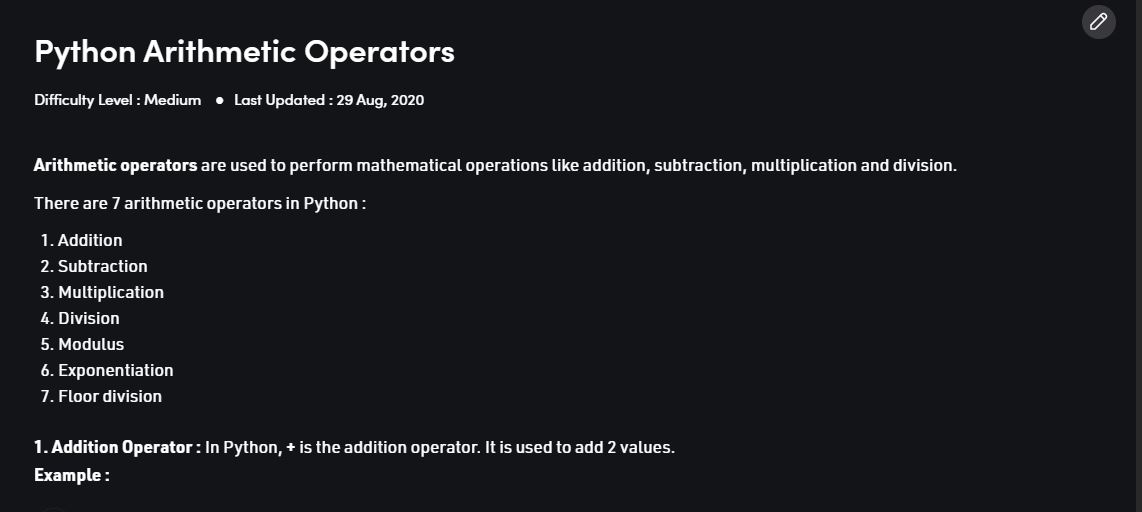 Python Arithmetic Operators
Difficulty Level : Medium ● Last Updated : 29 Aug, 2020
Arithmetic operators are used to perform mathematical operations like addition, subtraction, multiplication and division.
There are 7 arithmetic operators in Python :
1. Addition
2. Subtraction
3. Multiplication
4. Division
5. Modulus
6. Exponentiation
7. Floor division
1. Addition Operator : In Python, + is the addition operator. It is used to add 2 values.
Example :